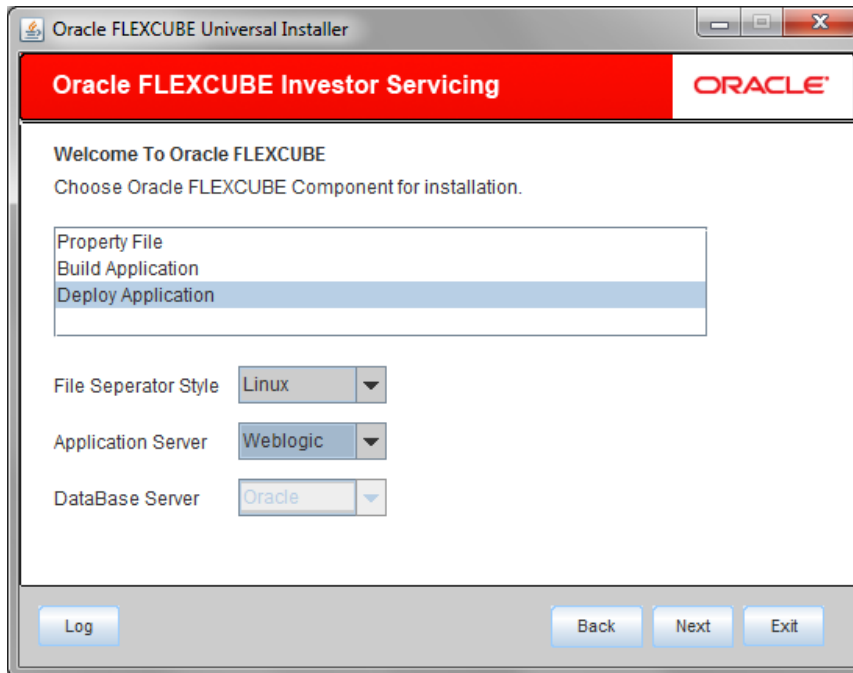 Oracle FLEXCUBE Universal Installer
Oracle FLEXCUBE Investor Servicing
ORACLE
Welcome To Oracle FLEXCUBE
Choose Oracle FLEXCUBE Component for installation.
Property File
Build Application
Deploy Application
File Seperator Style Linux
Application Server Weblogic
DataBase Server Oracle
Log Back Next Exit